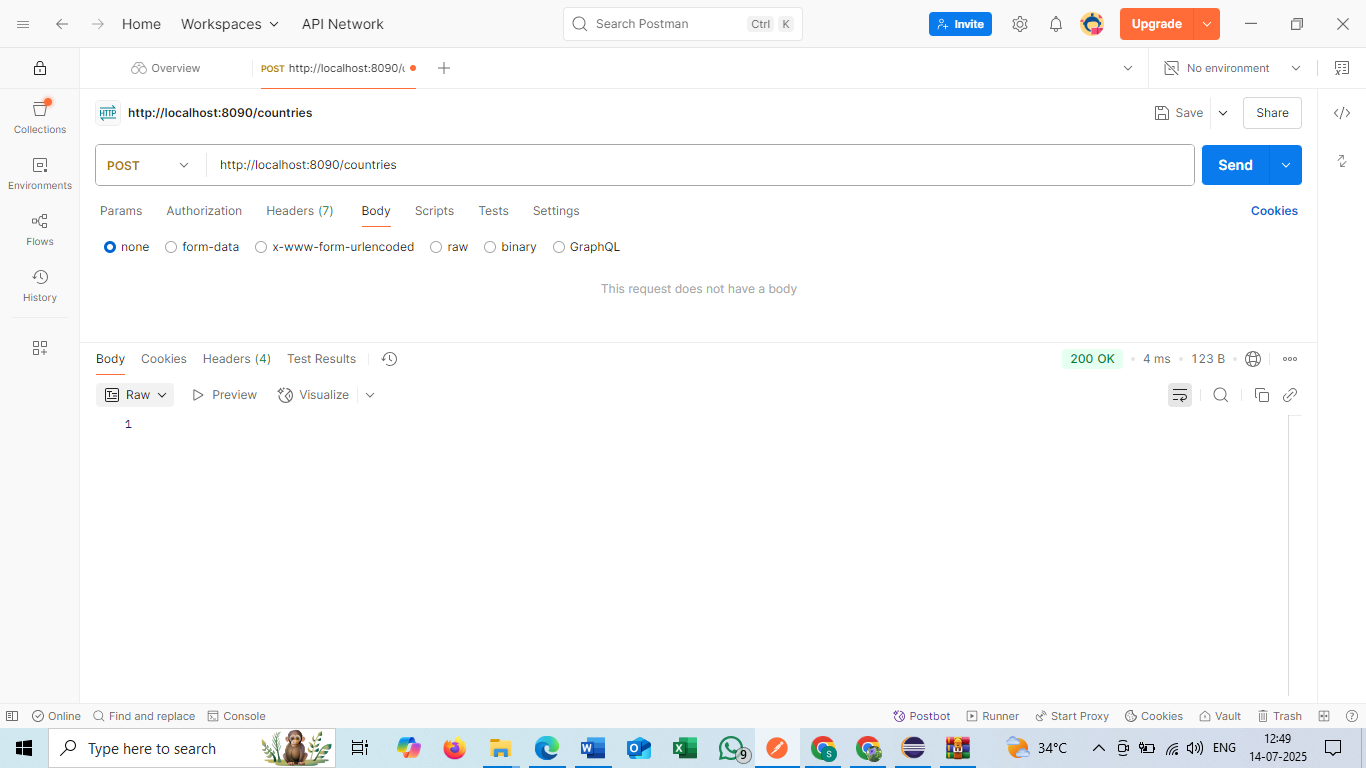 Home Workspaces API Network Search Postman Ctrl K Invite Upgrade
Overview POST http://localhost:8090/c No environment
HTTP http://localhost:8090/countries Save Share
POST http://localhost:8090/countries Send
Params Authorization Headers (7) Body Scripts Tests Settings Cookies
none form-data x-www-form-urlencoded raw binary GraphQL
This request does not have a body
Collections
Environments
Flows
History
Body Cookies Headers (4) Test Results 200 OK 4 ms 123 B
Raw Preview Visualize
1
Online Find and replace Console Postbot Runner Start Proxy Cookies Vault Trash
Type here to search 9 S 34°C ENG 12:49
14-07-2025